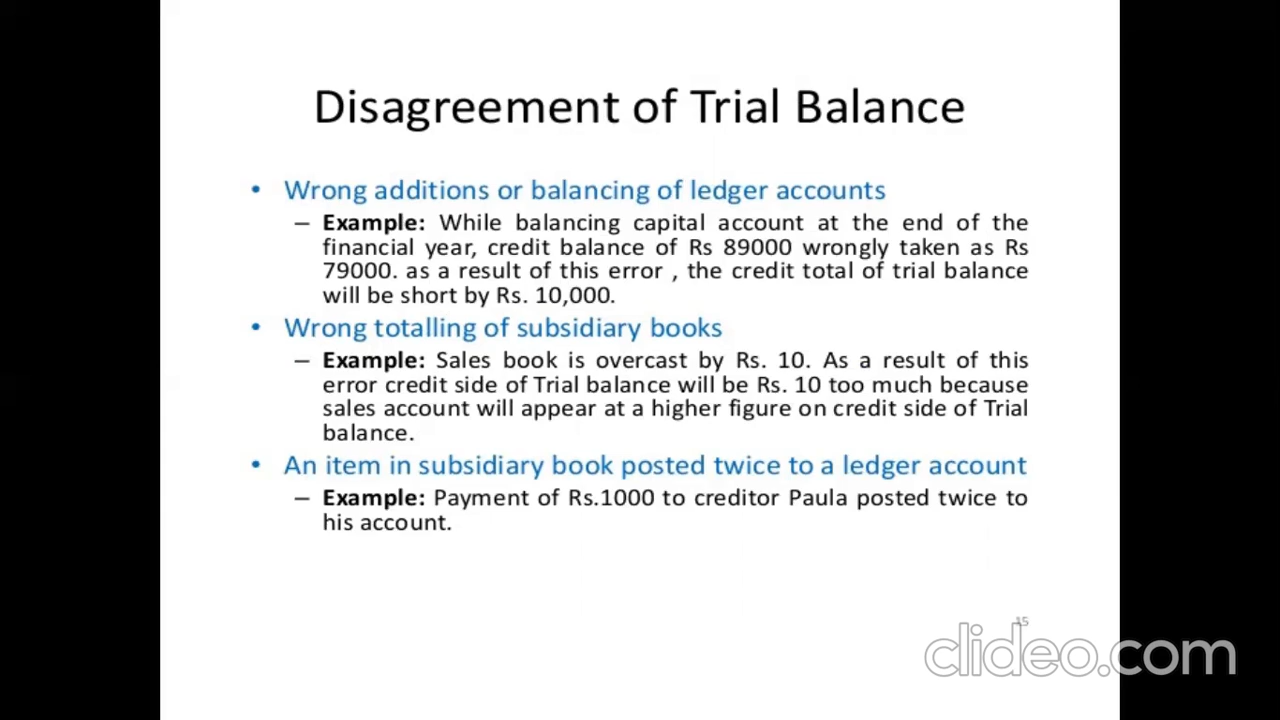 Disagreement of Trial Balance
• Wrong additions or balancing of ledger accounts
– Example: While balancing capital account at the end of the
financial year, credit balance of Rs 89000 wrongly taken as Rs
79000. as a result of this error , the credit total of trial balance
will be short by Rs. 10,000.
• Wrong totalling of subsidiary books
– Example: Sales book is overcast by Rs. 10. As a result of this
error credit side of Trial balance will be Rs. 10 too much because
sales account will appear at a higher figure on credit side of Trial
balance.
• An item in subsidiary book posted twice to a ledger account
– Example: Payment of Rs.1000 to creditor Paula posted twice to
his account.
15
clideo.com